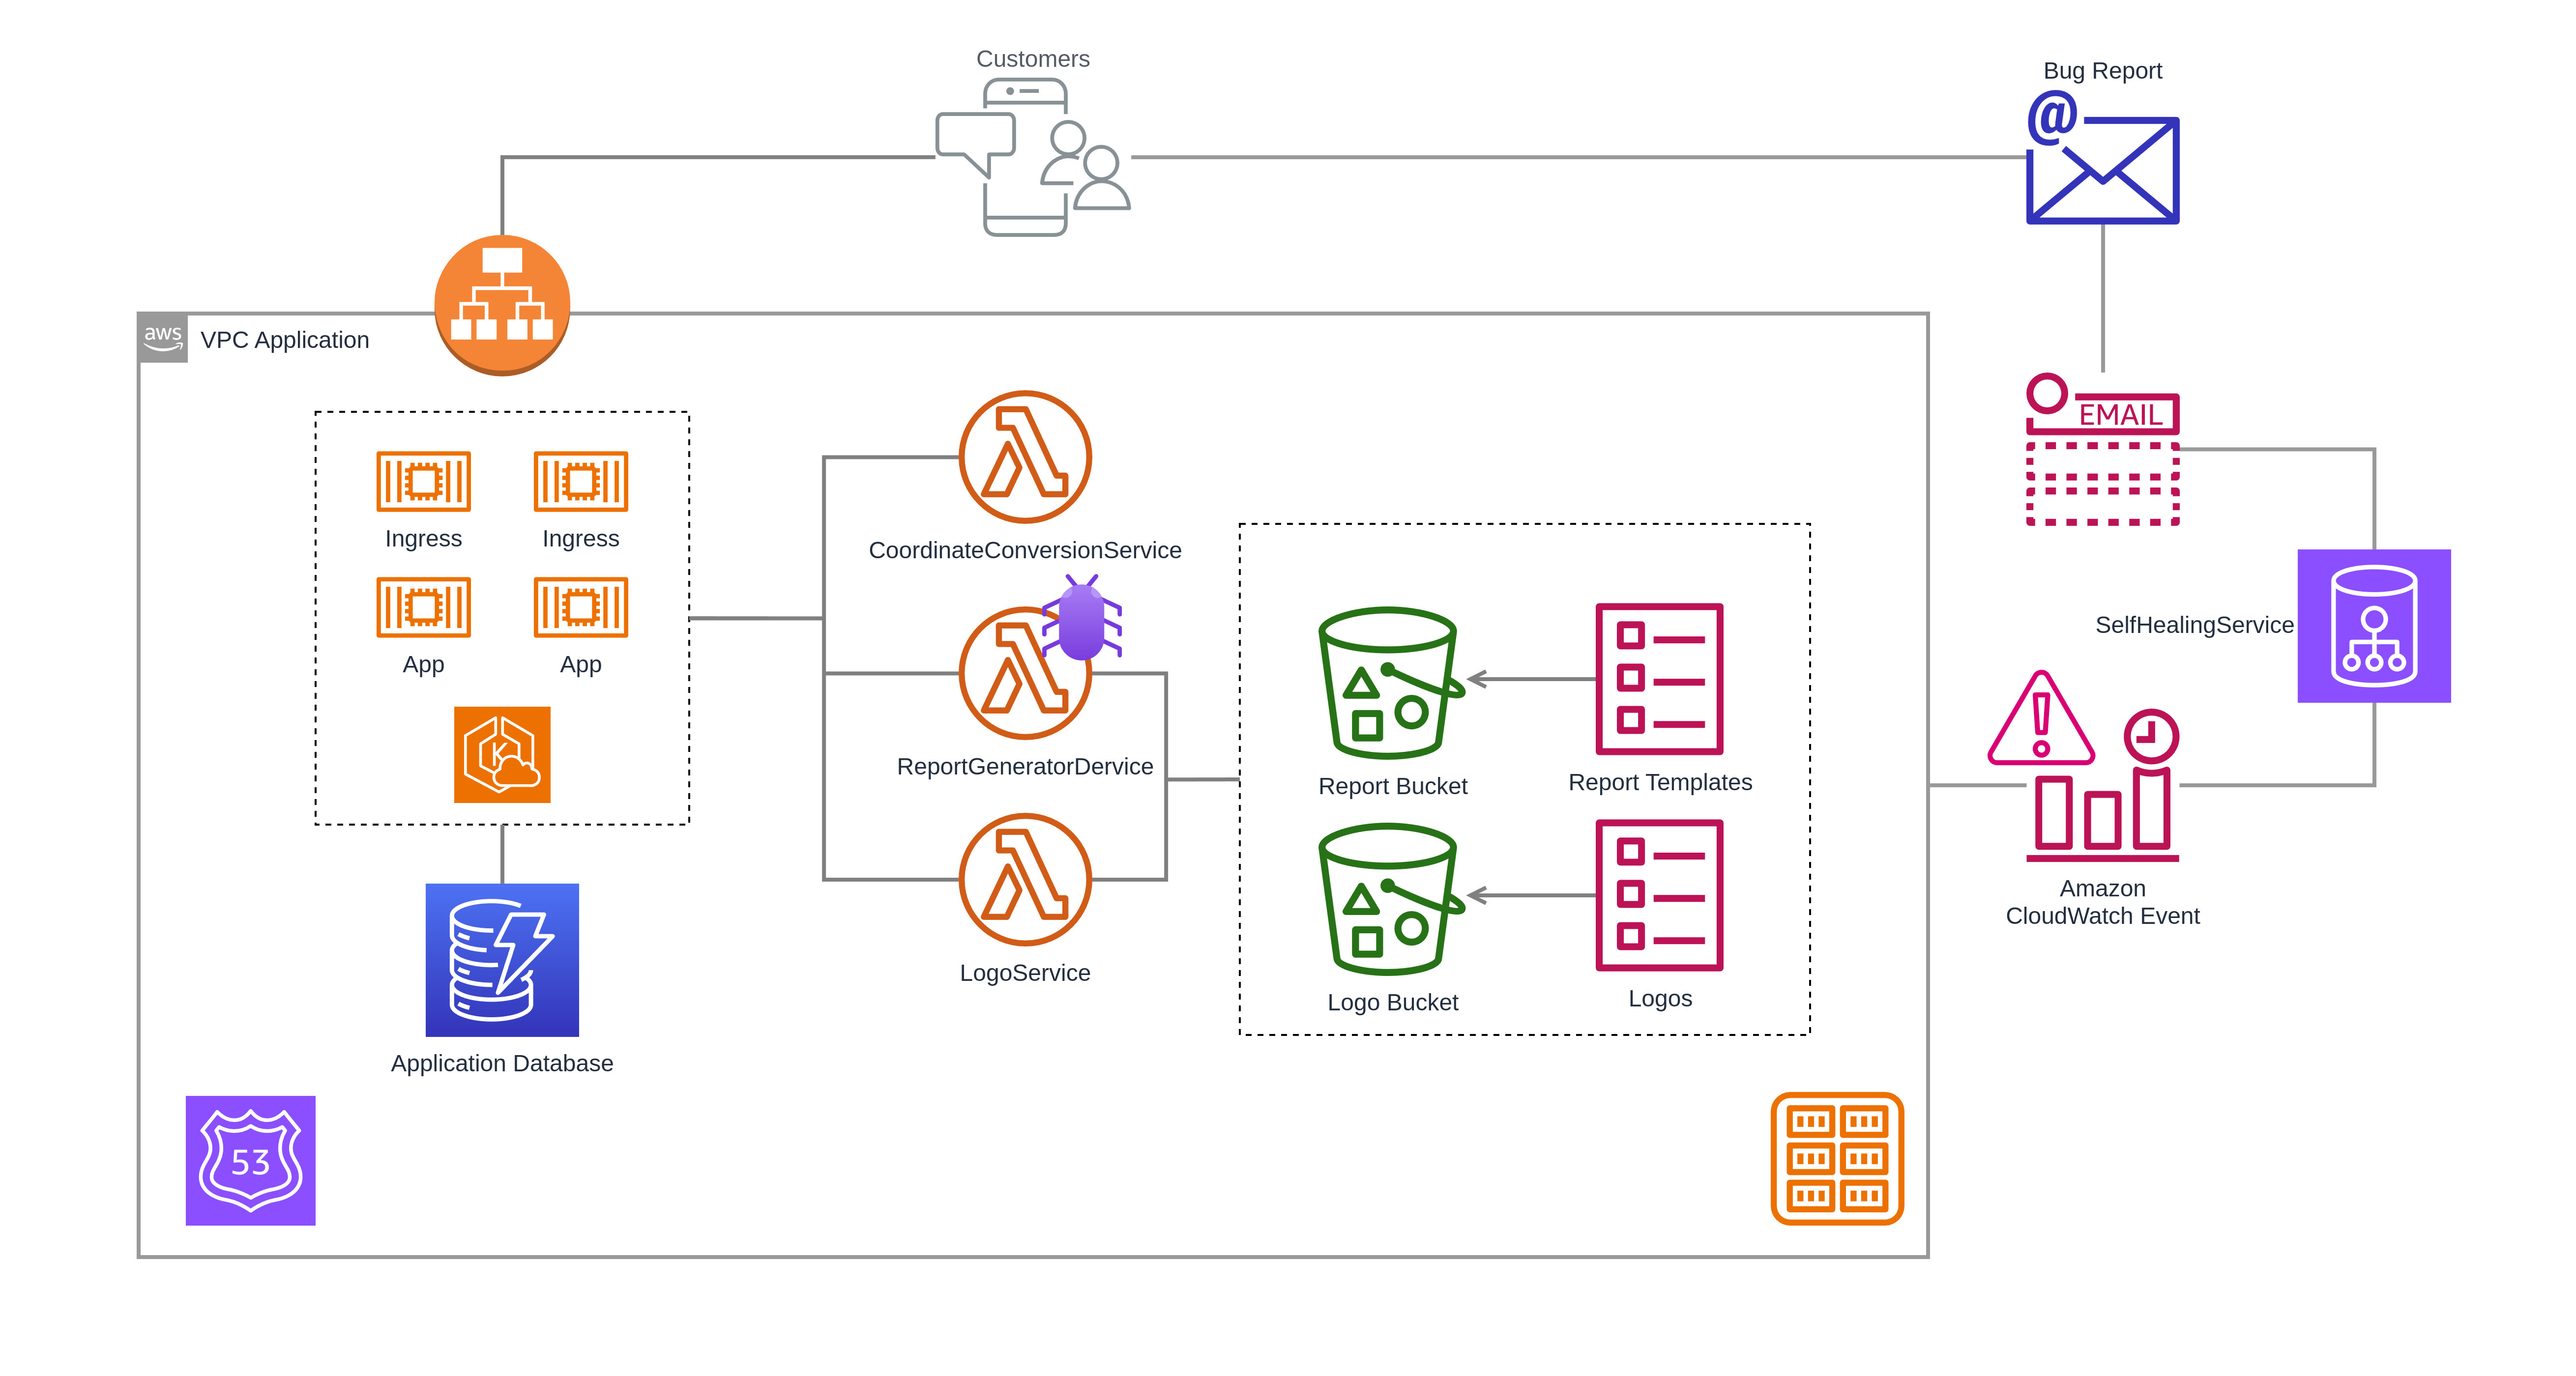 Customers
Bug Report
@
aws
VPC Application
EMAIL
Ingress
Ingress
CoordinateConversionService
App
App
SelfHealingService
K
ReportGeneratorDervice
Report Bucket
Report Templates
Amazon
CloudWatch Event
LogoService
Logo Bucket
Logos
Application Database
53